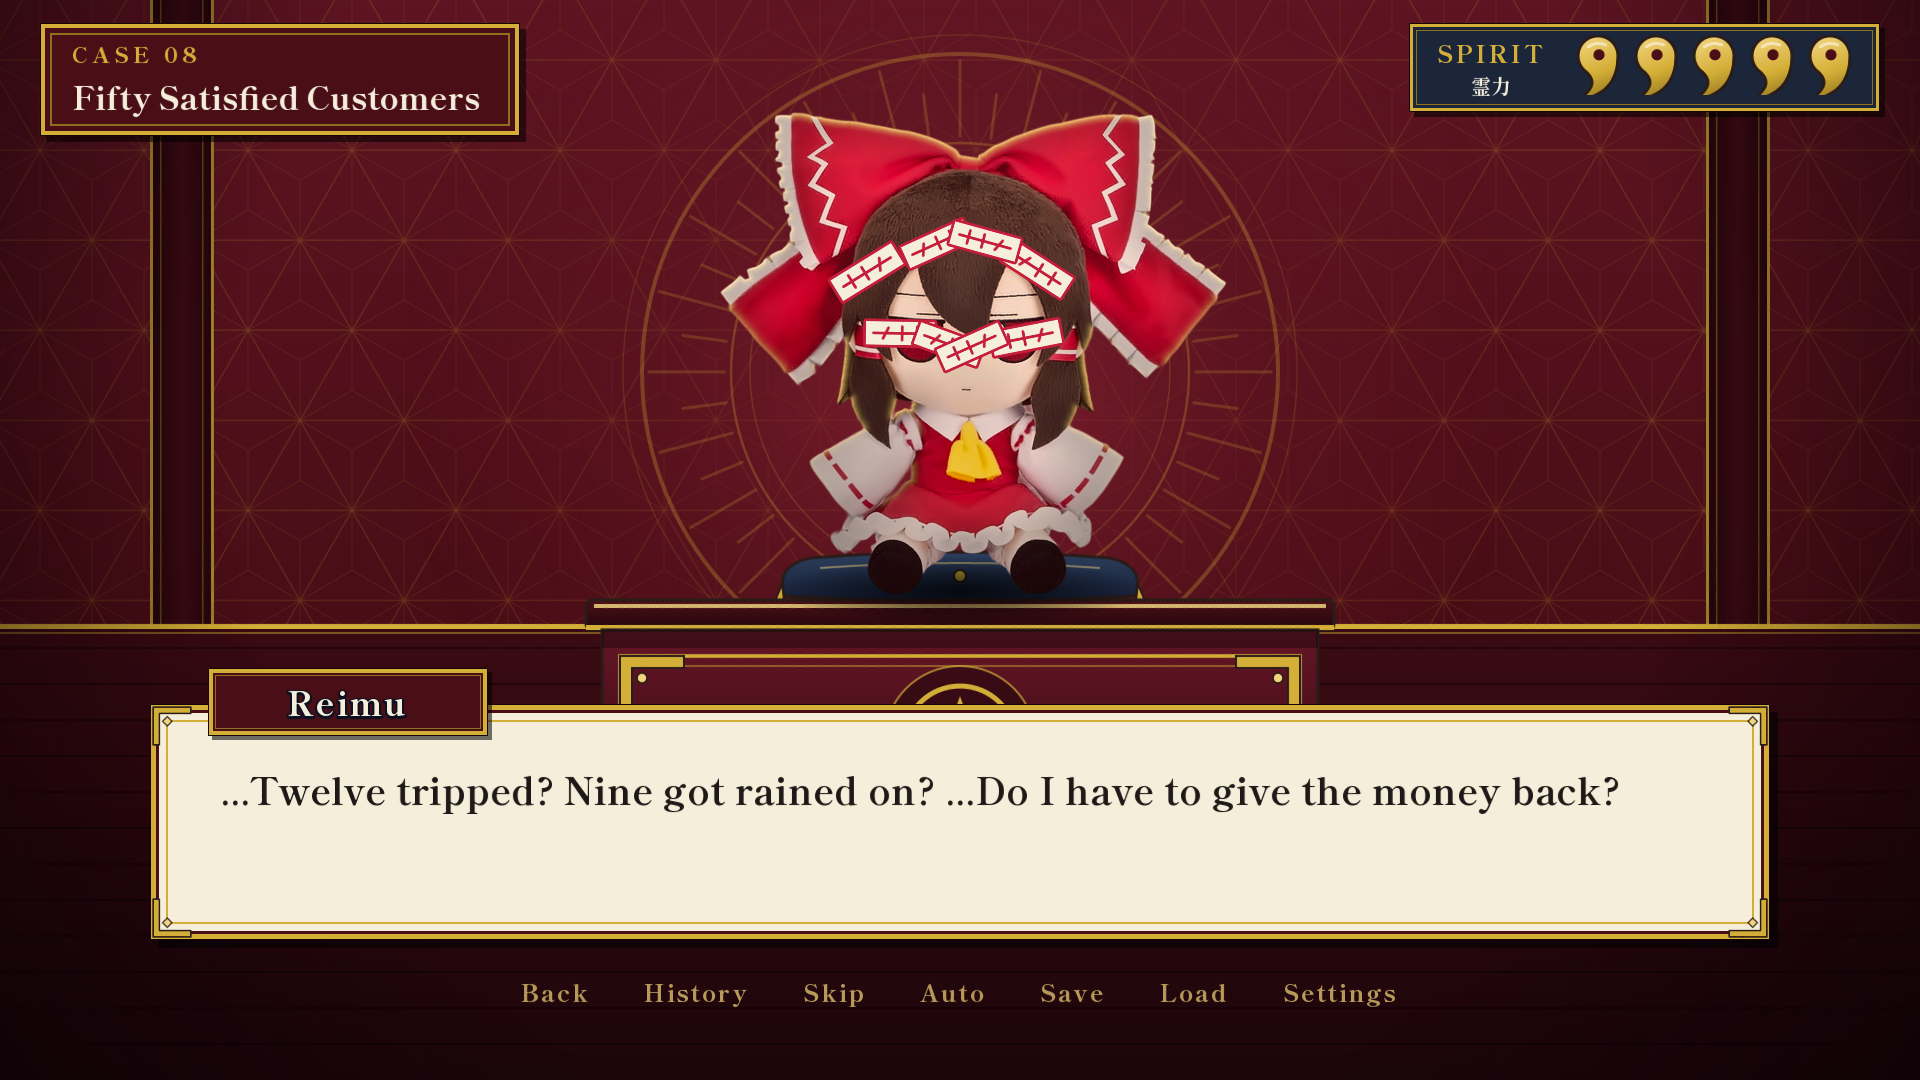 CASE 08
Fifty Satisfied Customers
SPIRIT
霊力
Reimu
...Twelve tripped? Nine got rained on? ...Do I have to give the money back?
Back History Skip Auto Save Load Settings